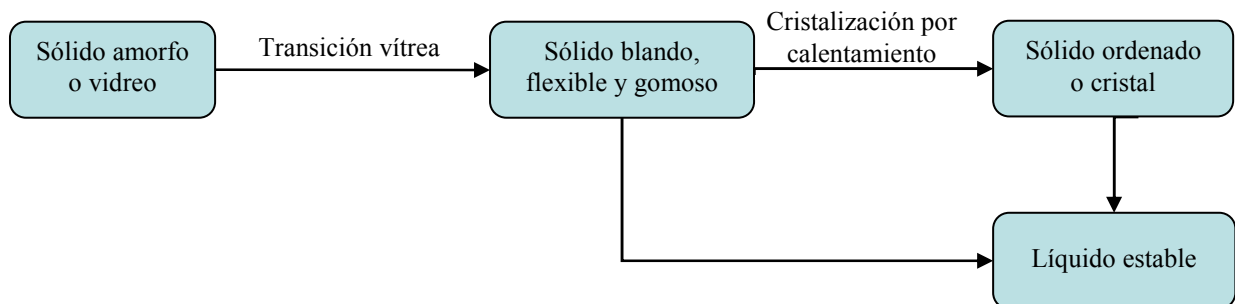 Sólido amorfo
o vidreo
Transición vítrea
Sólido blando,
flexible y gomoso
Cristalización por
calentamiento
Sólido ordenado
o cristal
Líquido estable